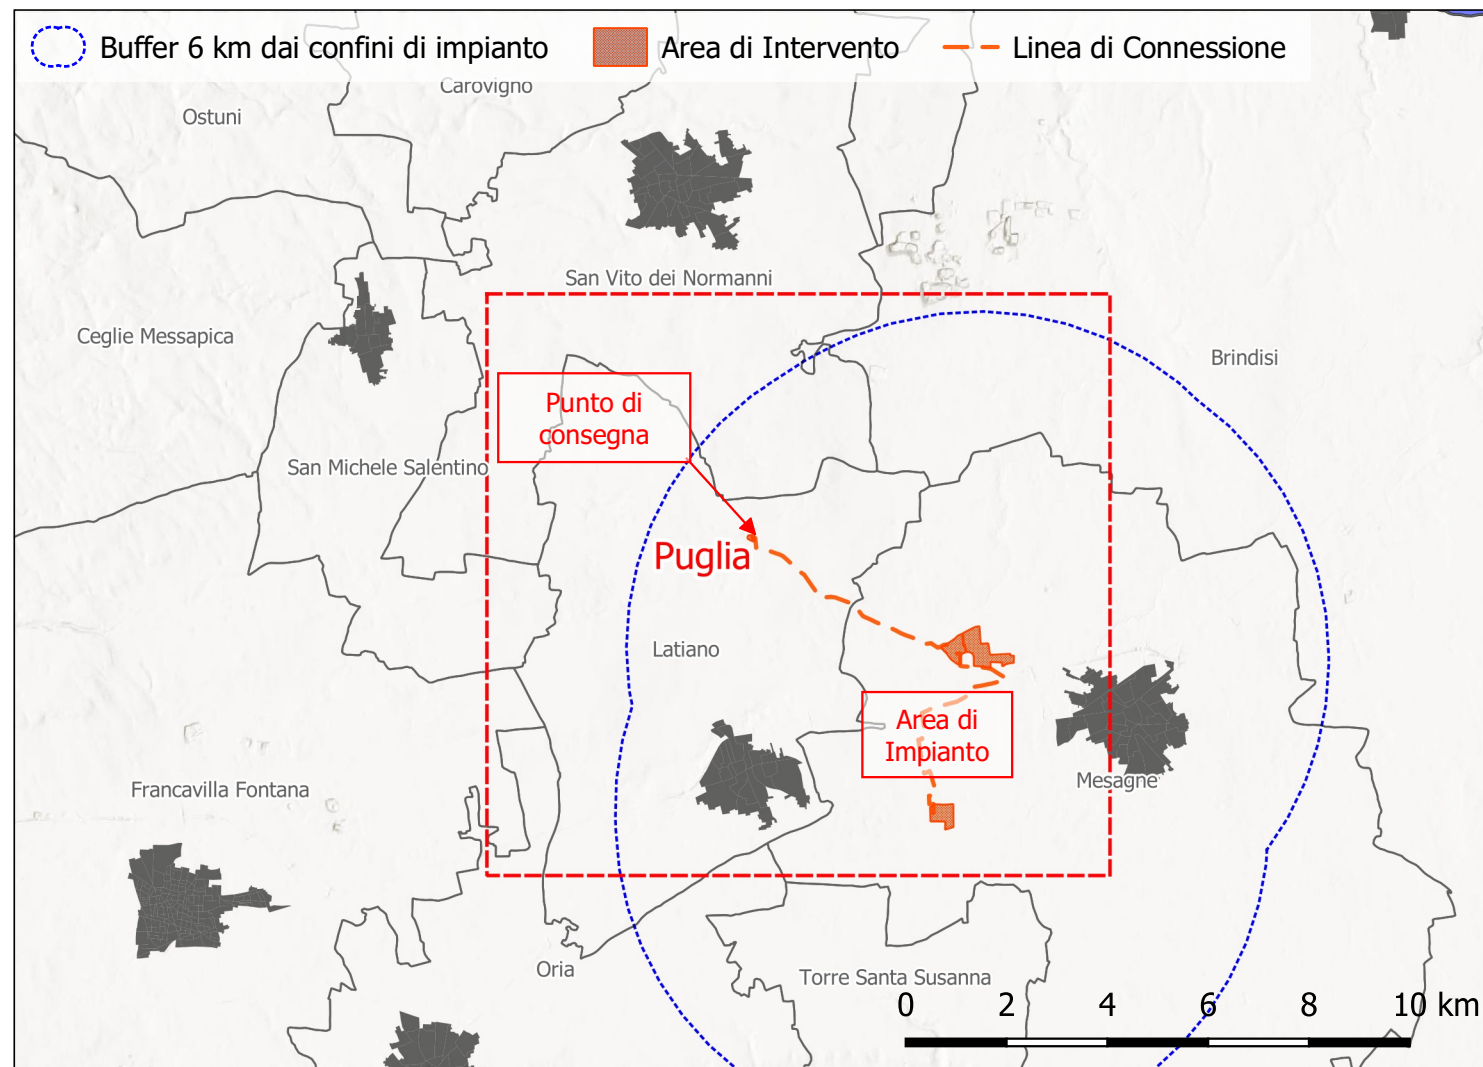 Buffer 6 km dai confini di impianto
Area di Intervento
Linea di Connessione
Carovigno
Ostuni
San Vito dei Normanni
Ceglie Messapica
Brindisi
Punto di
consegna
San Michele Salentino
Puglia
Latiano
Area di
Impianto
Mesagne
Francavilla Fontana
Oria
Torre Santa Susanna
0 2 4 6 8 10 km